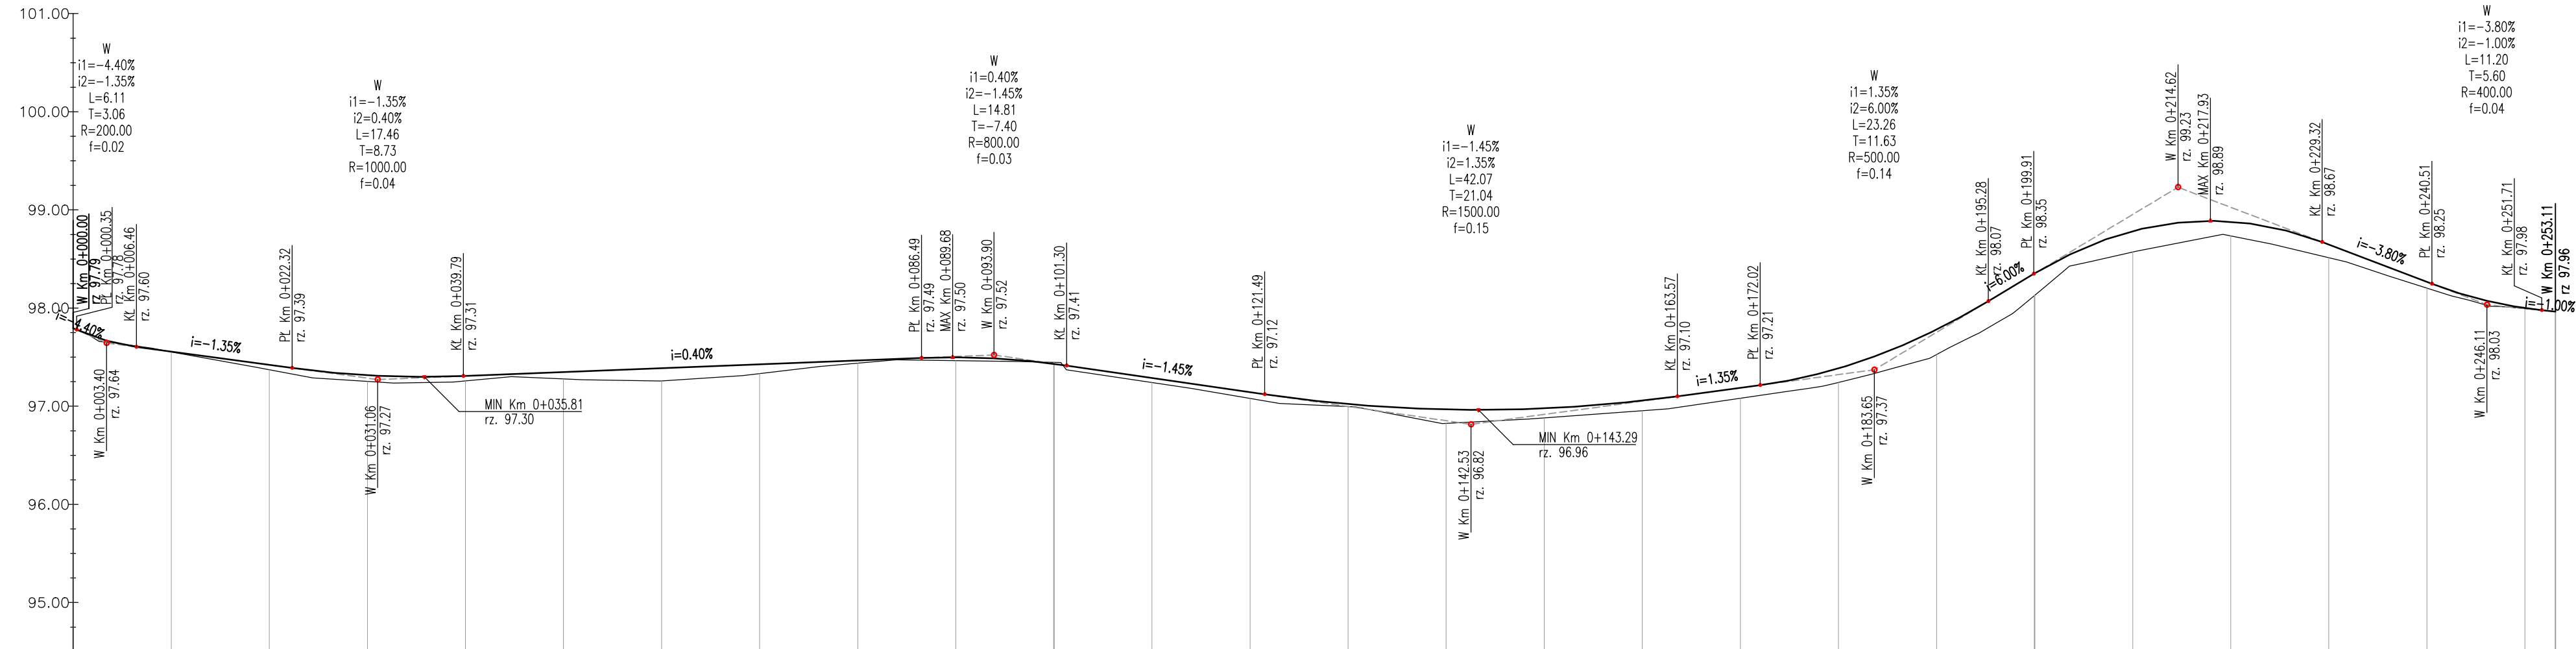 101.00
100.00
99.00
98.00
97.00
96.00
95.00
W
i1=-4.40%
i2=-1.35%
L=6.11
T=3.06
R=200.00
f=0.02
W Km 0+000.00
rz. 97.79
PŁ Km 0+000.35
rz. 97.78
KŁ Km 0+006.46
rz. 97.60
i=-4.40%
W Km 0+003.40
rz. 97.64
i=-1.35%
PŁ Km 0+022.32
rz. 97.39
W
i1=-1.35%
i2=0.40%
L=17.46
T=8.73
R=1000.00
f=0.04
W Km 0+031.06
rz. 97.27
KŁ Km 0+039.79
rz. 97.31
MIN Km 0+035.81
rz. 97.30
i=0.40%
PŁ Km 0+086.49
rz. 97.49
MAX Km 0+089.68
rz. 97.50
W
i1=0.40%
i2=-1.45%
L=14.81
T=-7.40
R=800.00
f=0.03
W Km 0+093.90
rz. 97.52
KŁ Km 0+101.30
rz. 97.41
i=-1.45%
PŁ Km 0+121.49
rz. 97.12
W
i1=-1.45%
i2=1.35%
L=42.07
T=21.04
R=1500.00
f=0.15
W Km 0+142.53
rz. 96.82
MIN Km 0+143.29
rz. 96.96
KŁ Km 0+163.57
rz. 97.10
i=1.35%
PŁ Km 0+172.02
rz. 97.21
W
i1=1.35%
i2=6.00%
L=23.26
T=11.63
R=500.00
f=0.14
W Km 0+183.65
rz. 97.37
KŁ Km 0+195.28
rz. 98.07
i=6.00%
PŁ Km 0+199.91
rz. 98.35
W Km 0+214.62
rz. 99.23
MAX Km 0+217.93
rz. 98.89
KŁ Km 0+229.32
rz. 98.67
i=-3.80%
PŁ Km 0+240.51
rz. 98.25
W
i1=-3.80%
i2=-1.00%
L=11.20
T=5.60
R=400.00
f=0.04
W Km 0+246.11
rz. 98.03
KŁ Km 0+251.71
rz. 97.98
W Km 0+253.11
rz 97.96
i=-1.00%